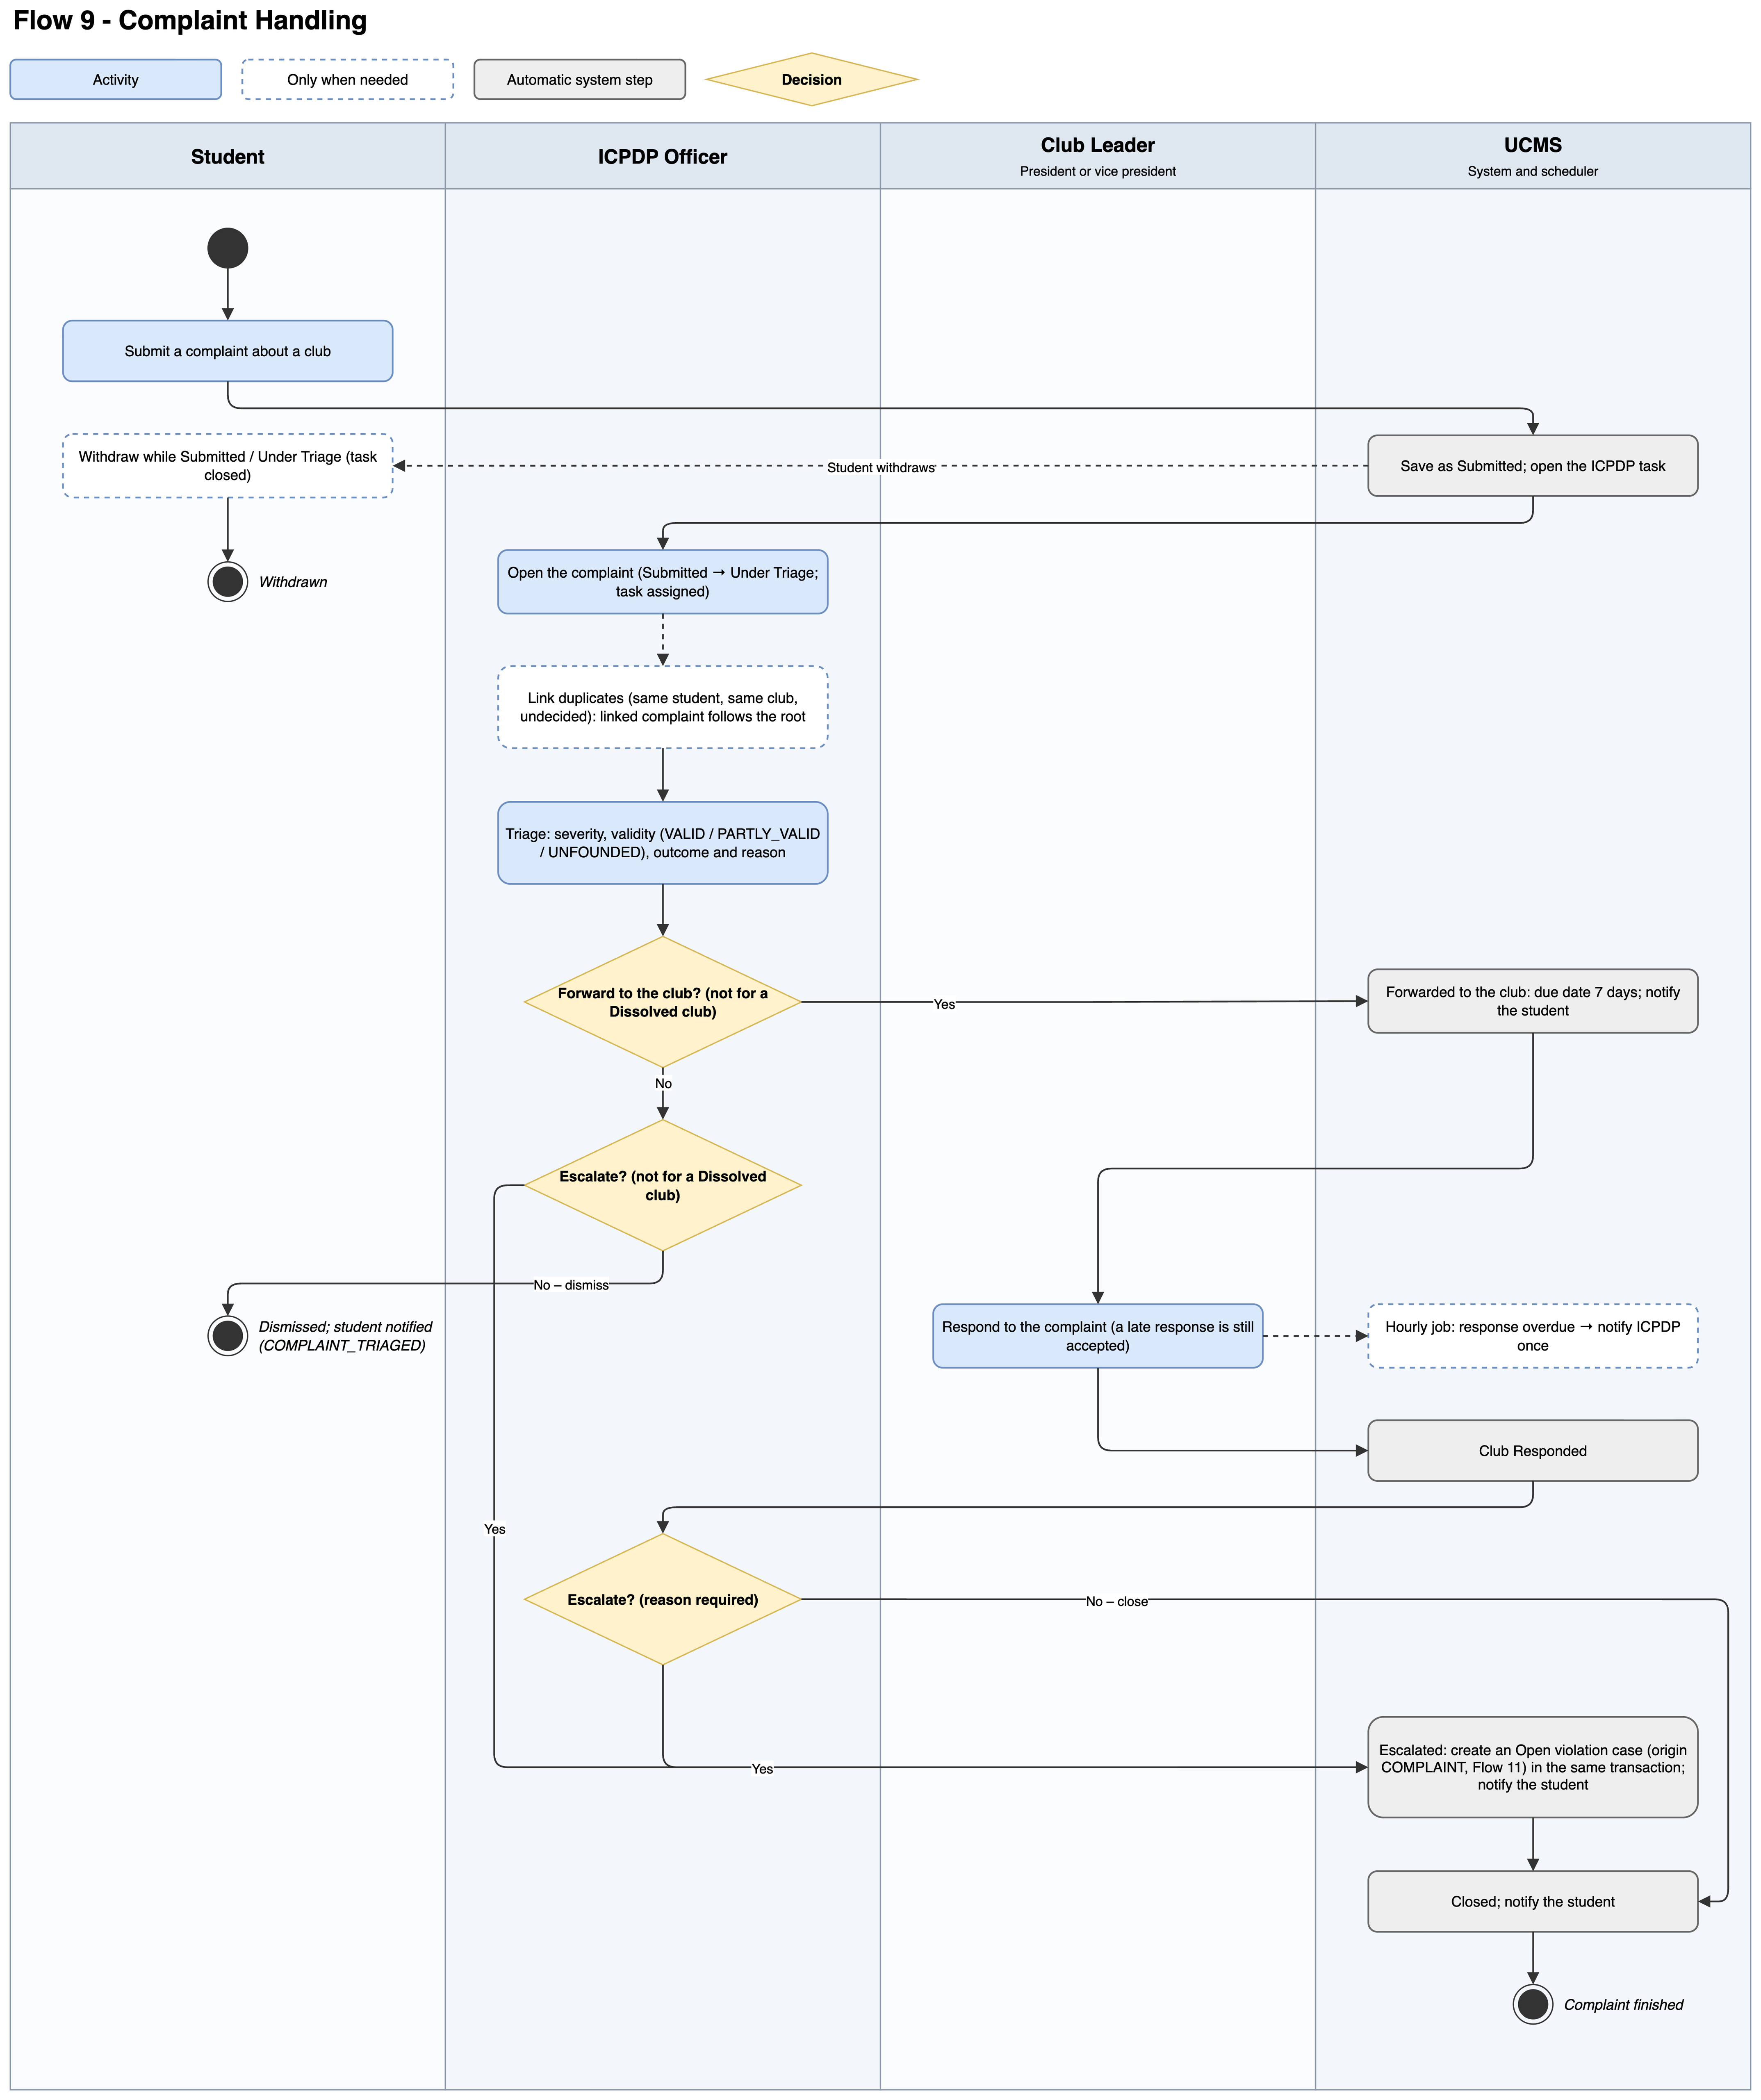 Flow 9 - Complaint Handling
Activity
Only when needed
Automatic system step
Decision
Student
ICPDP Officer
Club Leader
President or vice president
UCMS
System and scheduler
Submit a complaint about a club
Withdraw while Submitted / Under Triage (task
closed)
Student withdraws
Save as Submitted; open the ICPDP task
Withdrawn
Open the complaint (Submitted → Under Triage;
task assigned)
Link duplicates (same student, same club,
undecided): linked complaint follows the root
Triage: severity, validity (VALID / PARTLY_VALID
/ UNFOUNDED), outcome and reason
Forward to the club? (not for a
Dissolved club)
Yes
Forwarded to the club: due date 7 days; notify
the student
No
Escalate? (not for a Dissolved
club)
No – dismiss
Dismissed; student notified
(COMPLAINT_TRIAGED)
Respond to the complaint (a late response is still
accepted)
Hourly job: response overdue → notify ICPDP
once
Club Responded
Yes
Escalate? (reason required)
No – close
Yes
Escalated: create an Open violation case (origin
COMPLAINT, Flow 11) in the same transaction;
notify the student
Closed; notify the student
Complaint finished